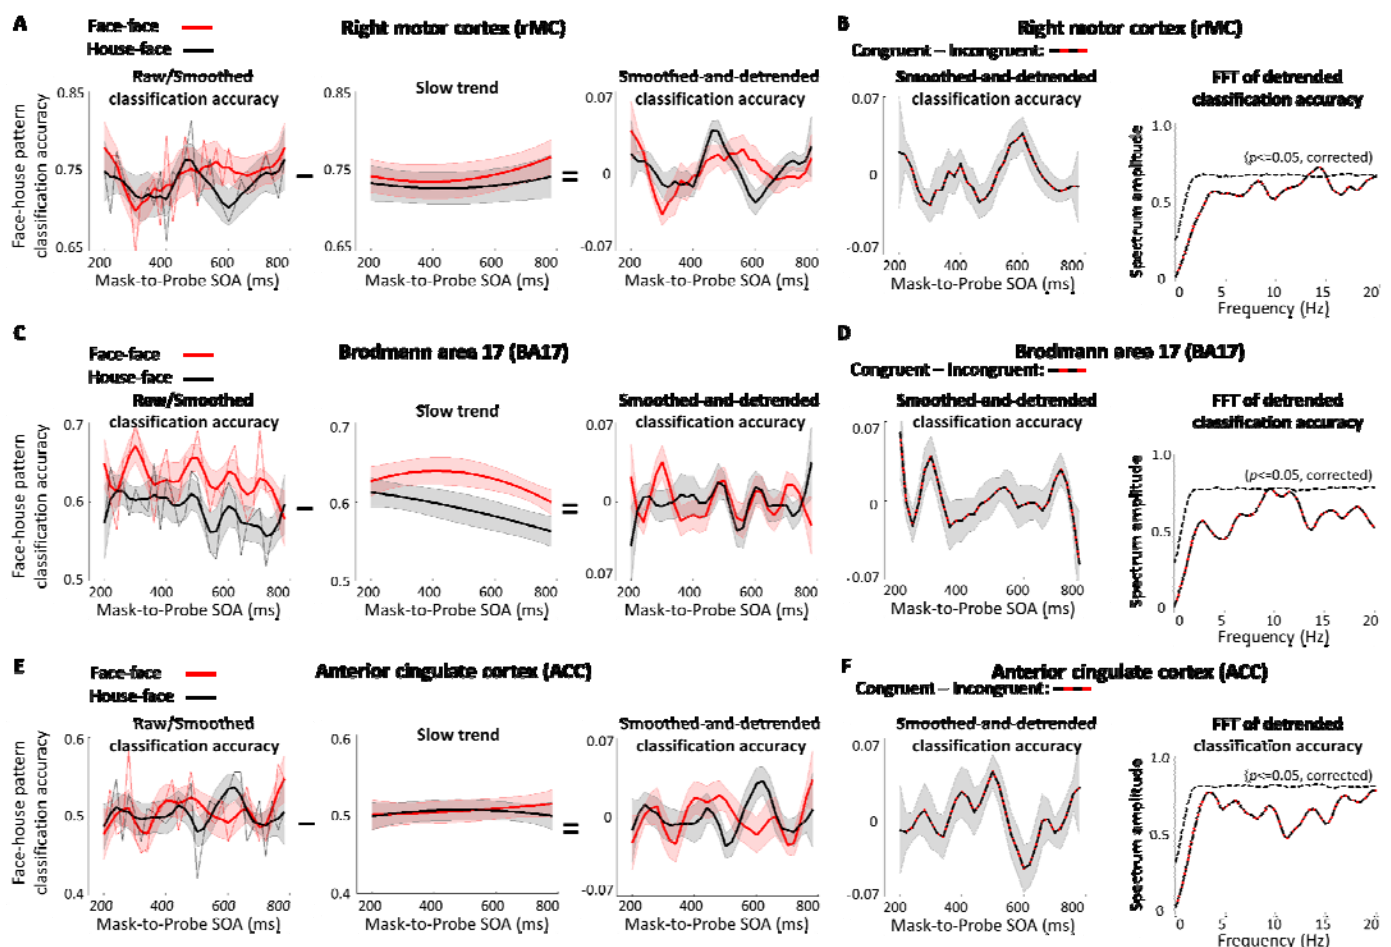 A
Face-face
House-face
Right motor cortex (rMC)
B
Right motor cortex (rMC)
Congruent – Incongruent:
Raw/Smoothed
classification accuracy
Slow trend
Smoothed-and-detrended
classification accuracy
Smoothed-and-detrended
classification accuracy
FFT of detrended
classification accuracy
Face-house pattern
classification accuracy
0.85
0.75
0.65
200 400 600 800
Mask-to-Probe SOA (ms)
0.85
0.75
0.65
200 400 600 800
Mask-to-Probe SOA (ms)
0.07
0
-0.07
200 400 600 800
Mask-to-Probe SOA (ms)
0.07
0
-0.07
200 400 600 800
Mask-to-Probe SOA (ms)
Spectrum amplitude
1.0
0.5
0
(p<=0.05, corrected)
0 5 10 15 20
Frequency (Hz)
C
Face-face
House-face
Brodmann area 17 (BA17)
D
Brodmann area 17 (BA17)
Congruent – Incongruent:
Raw/Smoothed
classification accuracy
Slow trend
Smoothed-and-detrended
classification accuracy
Smoothed-and-detrended
classification accuracy
FFT of detrended
classification accuracy
Face-house pattern
classification accuracy
0.7
0.6
0.5
200 400 600 800
Mask-to-Probe SOA (ms)
0.7
0.6
0.5
200 400 600 800
Mask-to-Probe SOA (ms)
0.07
0
0.07
200 400 600 800
Mask-to-Probe SOA (ms)
0.07
0
-0.07
200 400 600 800
Mask-to-Probe SOA (ms)
Spectrum amplitude
1.0
0.5
0
(p<=0.05, corrected)
0 5 10 15 20
Frequency (Hz)
E
Face-face
House-face
Anterior cingulate cortex (ACC)
F
Anterior cingulate cortex (ACC)
Congruent – Incongruent:
Raw/Smoothed
classification accuracy
Slow trend
Smoothed-and-detrended
classification accuracy
Smoothed-and-detrended
classification accuracy
FFT of detrended
classification accuracy
Face-house pattern
classification accuracy
0.6
0.5
0.4
200 400 600 800
Mask-to-Probe SOA (ms)
0.6
0.5
0.4
200 400 600 800
Mask-to-Probe SOA (ms)
0.07
0
-0.07
200 400 600 800
Mask-to-Probe SOA (ms)
0.07
0
-0.07
200 400 600 800
Mask-to-Probe SOA (ms)
Spectrum amplitude
1.0
0.5
0
(p<=0.05, corrected)
0 5 10 15 20
Frequency (Hz)